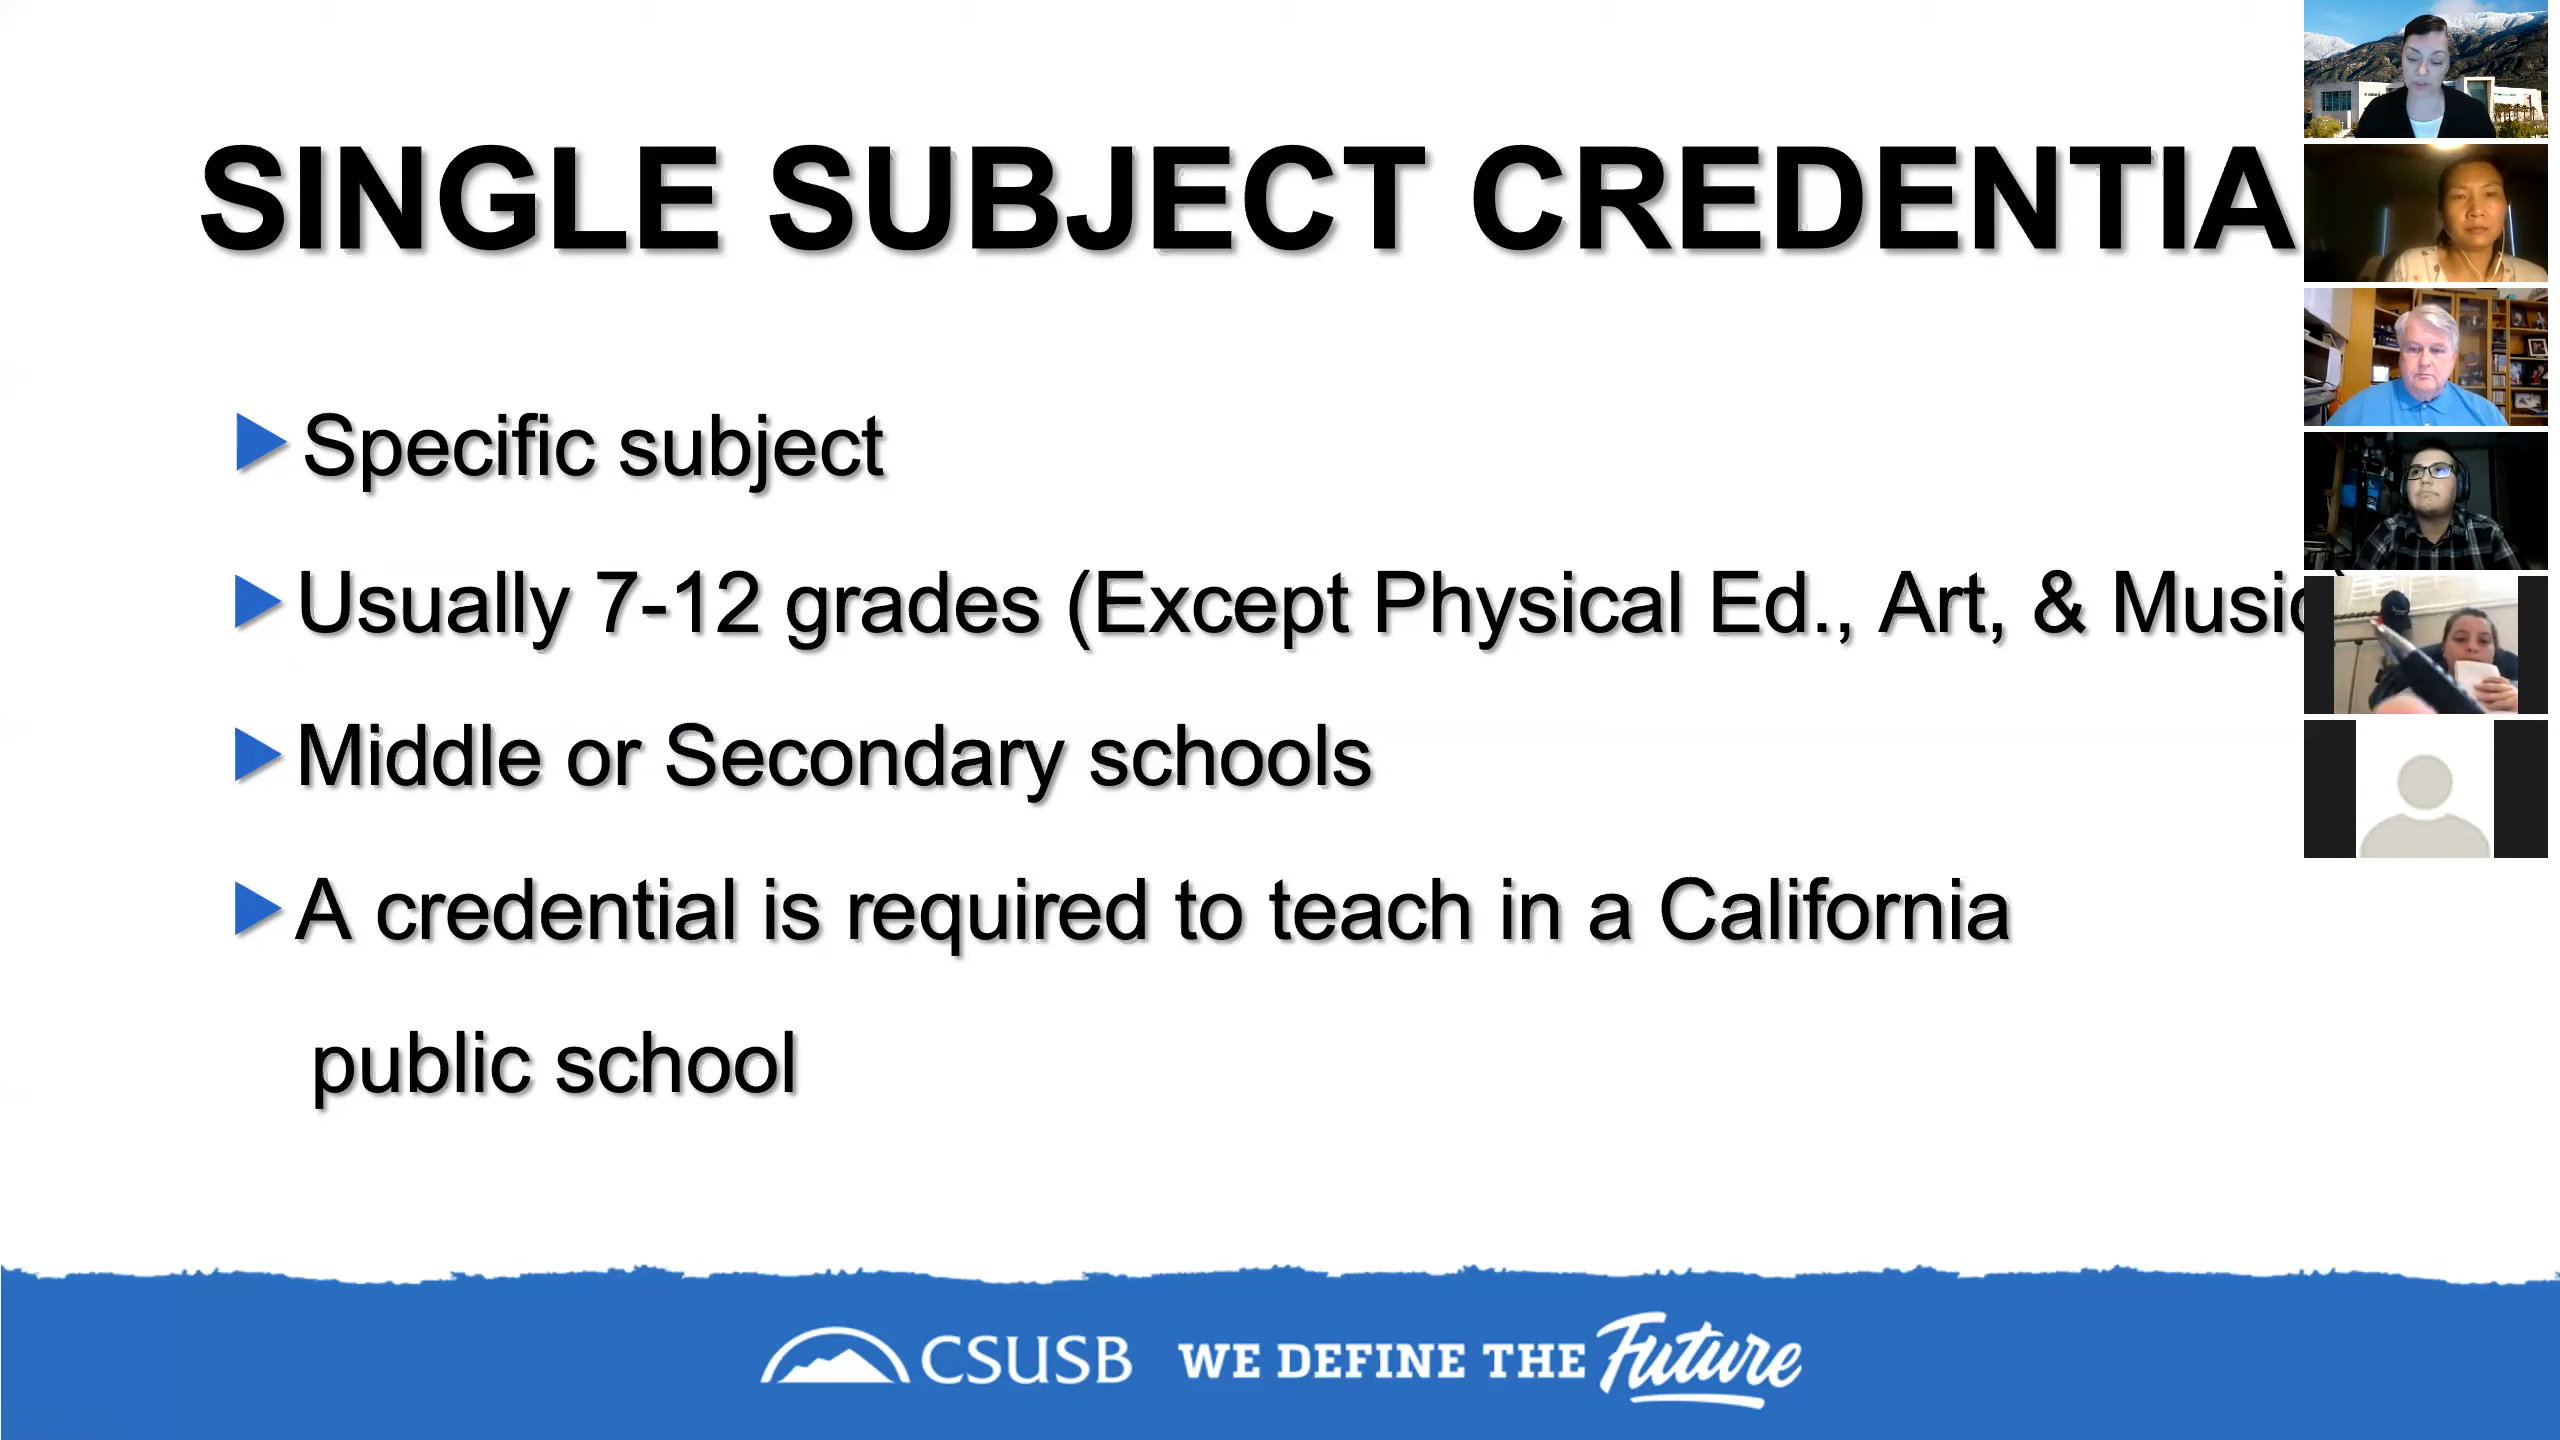 SINGLE SUBJECT CREDENTIA
Specific subject
Usually 7-12 grades (Except Physical Ed., Art, & Music)
Middle or Secondary schools
A credential is required to teach in a California
public school
CSUSB WE DEFINE THE Future